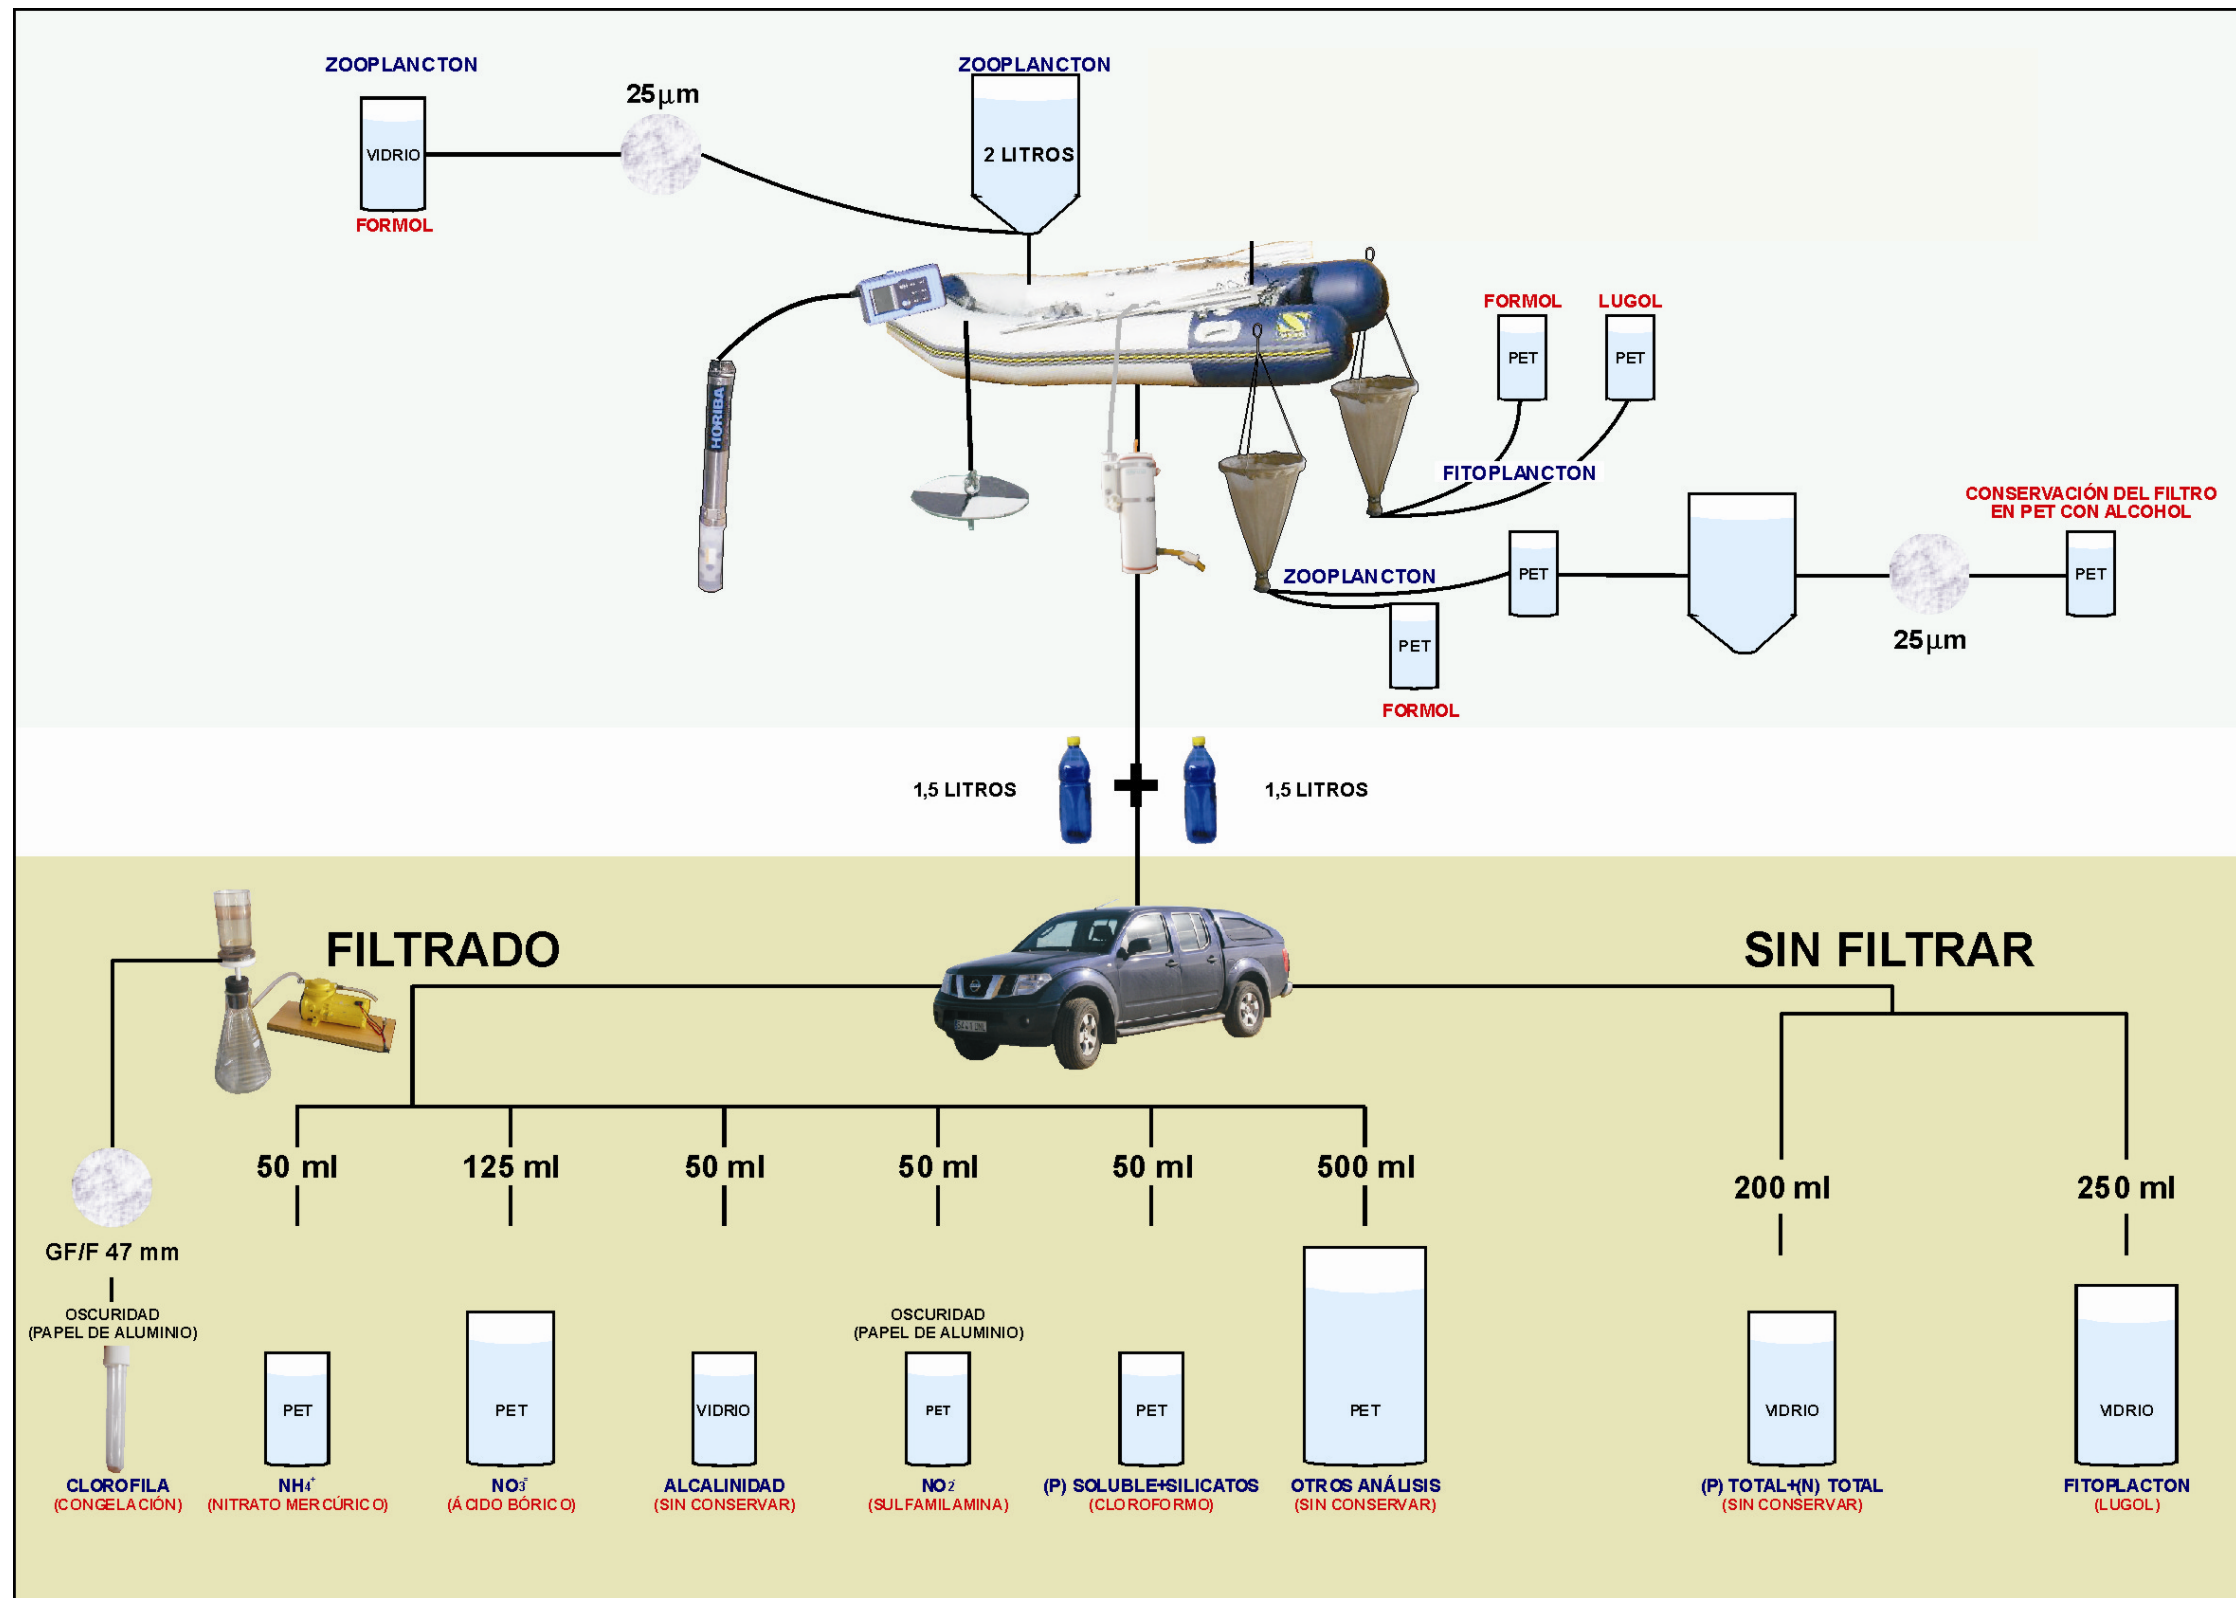 ZOOPLANCTON
ZOOPLANCTON
25µm
VIDRIO
2 LITROS
FORMOL
FORMOL
LUGOL
PET
PET
HORIBA
FITOPLANCTON
CONSERVACIÓN DEL FILTRO
EN PET CON ALCOHOL
ZOOPLANCTON
PET
PET
25µm
PET
FORMOL
1,5 LITROS
1,5 LITROS
FILTRADO
SIN FILTRAR
50 ml
125 ml
50 ml
50 ml
50 ml
500 ml
200 ml
250 ml
GF/F 47 mm
OSCURIDAD
(PAPEL DE ALUMINIO)
OSCURIDAD
(PAPEL DE ALUMINIO)
PET
PET
VIDRIO
PET
PET
PET
VIDRIO
VIDRIO
CLOROFILA
(CONGELACIÓN)
NH₄⁺
(NITRATO MERCÚRICO)
NO₃⁼
(ÁCIDO BÓRICO)
ALCALINIDAD
(SIN CONSERVAR)
NO₂⁻
(SULFAMILAMINA)
(P) SOLUBLE+SILICATOS
(CLOROFORMO)
OTROS ANÁLISIS
(SIN CONSERVAR)
(P) TOTAL+(N) TOTAL
(SIN CONSERVAR)
FITOPLACTON
(LUGOL)